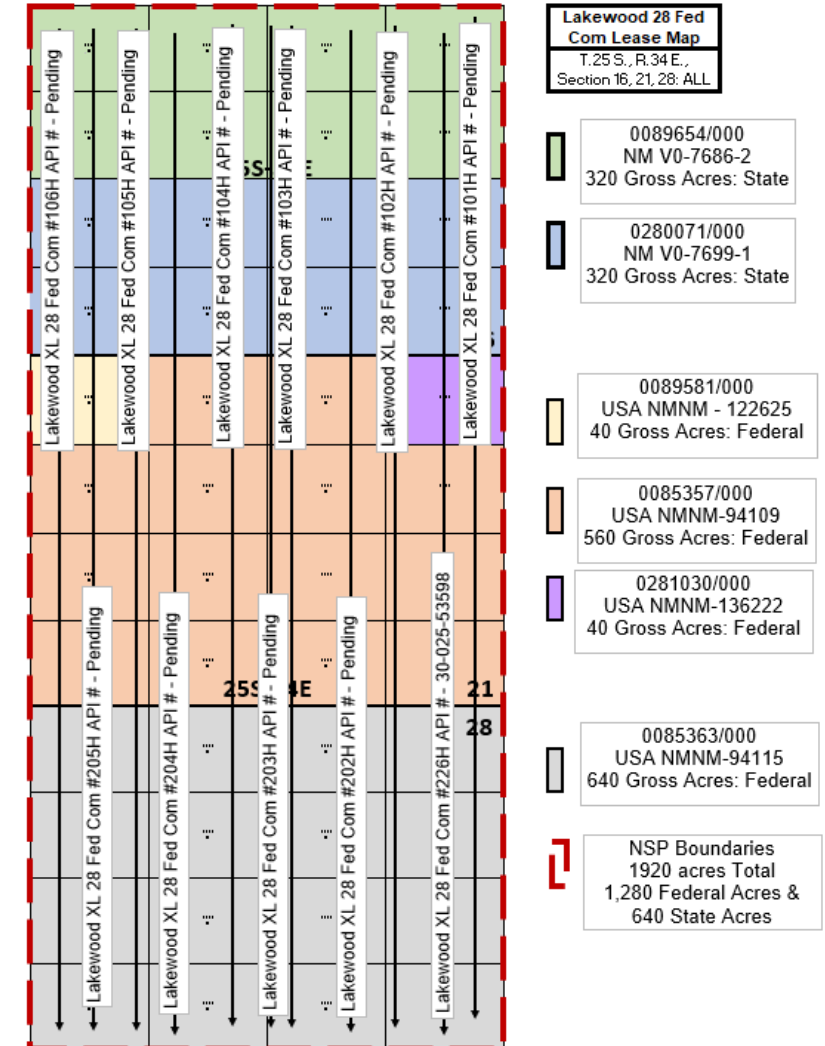 Lakewood 28 Fed
Com Lease Map
T.25 S., R.34 E.,
Section 16, 21, 28: ALL
Lakewood XL 28 Fed Com #106H API # - Pending
Lakewood XL 28 Fed Com #105H API # - Pending
Lakewood XL 28 Fed Com #104H API # - Pending
Lakewood XL 28 Fed Com #103H API # - Pending
Lakewood XL 28 Fed Com #102H API # - Pending
Lakewood XL 28 Fed Com #101H API # - Pending
Lakewood XL 28 Fed Com #205H API # - Pending
Lakewood XL 28 Fed Com #204H API # - Pending
Lakewood XL 28 Fed Com #203H API # - Pending
Lakewood XL 28 Fed Com #202H API # - Pending
Lakewood XL 28 Fed Com #226H API # - 30-025-53598
21
28
0089654/000
NM V0-7686-2
320 Gross Acres: State
0280071/000
NM V0-7699-1
320 Gross Acres: State
0089581/000
USA NMNM - 122625
40 Gross Acres: Federal
0085357/000
USA NMNM-94109
560 Gross Acres: Federal
0281030/000
USA NMNM-136222
40 Gross Acres: Federal
0085363/000
USA NMNM-94115
640 Gross Acres: Federal
NSP Boundaries
1920 acres Total
1,280 Federal Acres &
640 State Acres